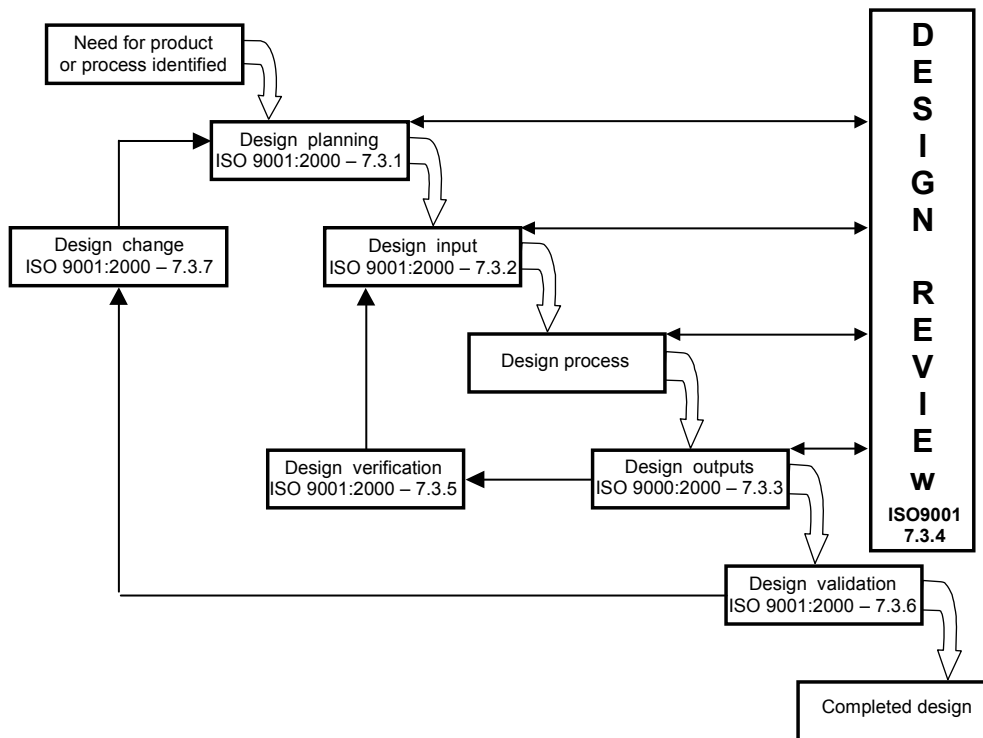 Need for product
or process identified
Design planning
ISO 9001:2000 – 7.3.1
Design change
ISO 9001:2000 – 7.3.7
Design input
ISO 9001:2000 – 7.3.2
Design process
Design verification
ISO 9001:2000 – 7.3.5
Design outputs
ISO 9000:2000 – 7.3.3
Design validation
ISO 9001:2000 – 7.3.6
Completed design
D
E
S
I
G
N
R
E
V
I
E
w
ISO9001
7.3.4